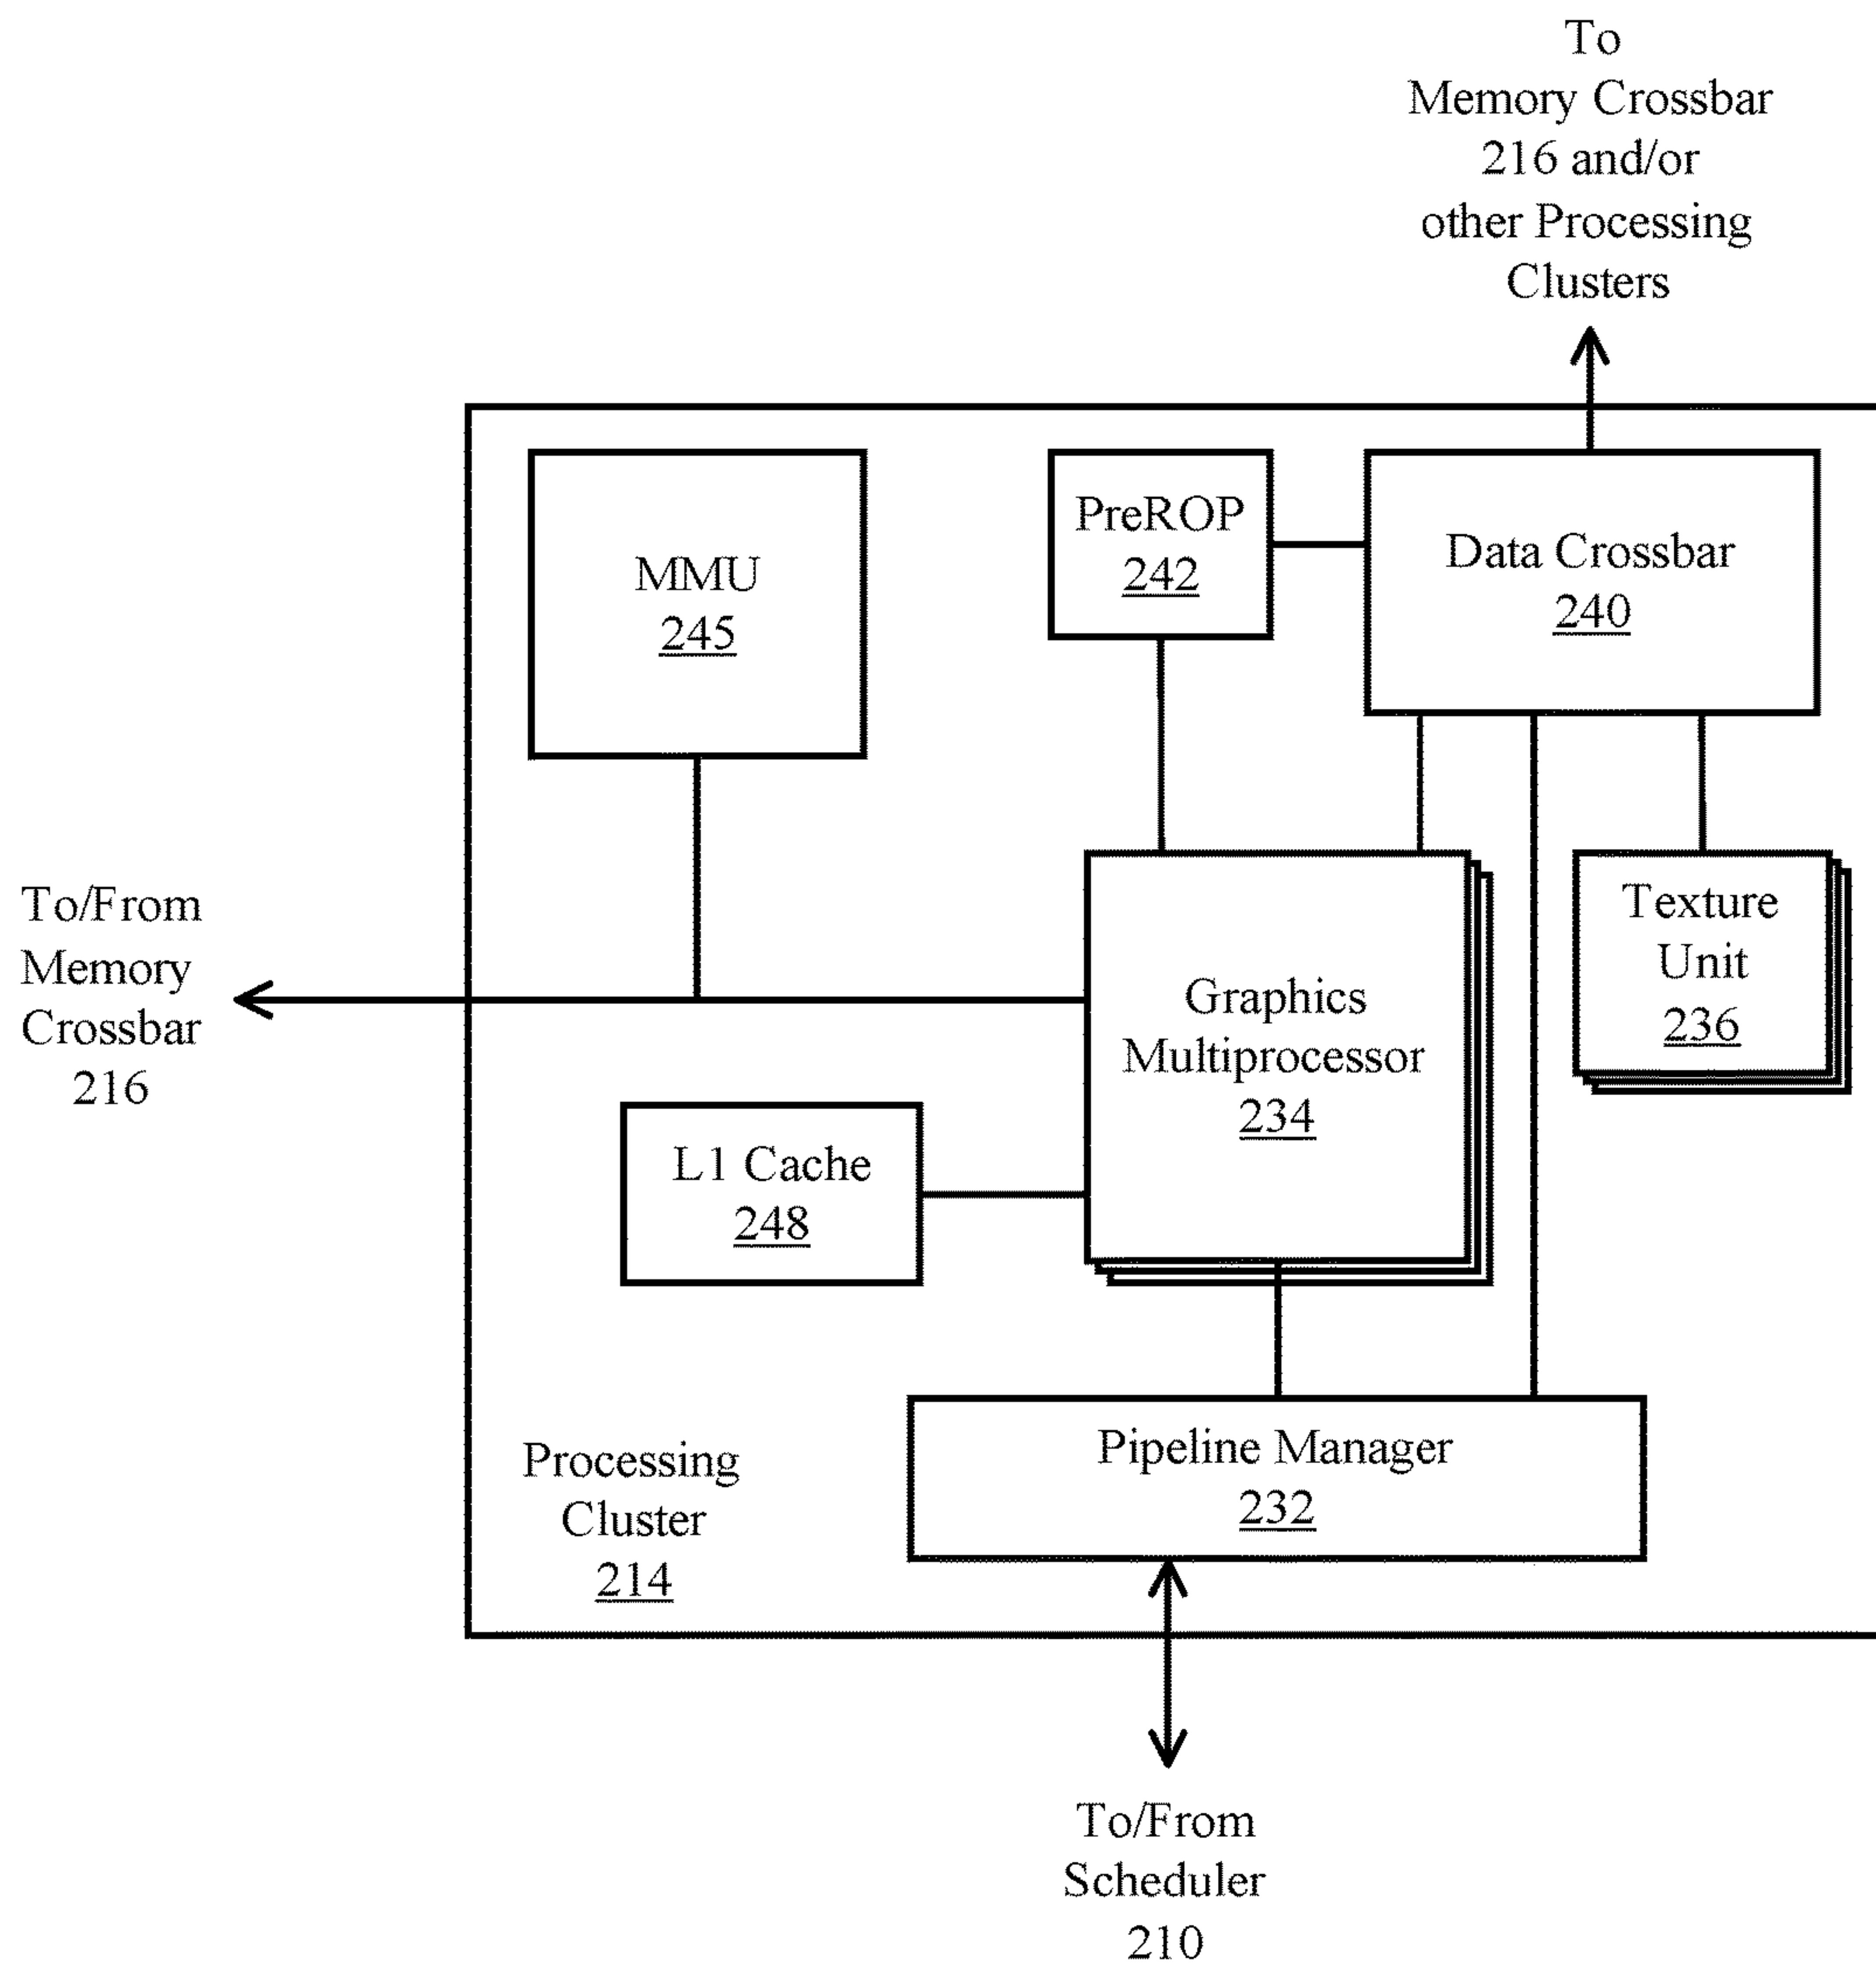 To
Memory Crossbar
216 and/or
other Processing
Clusters
MMU
245
PreROP
242
Data Crossbar
240
To/From
Memory
Crossbar
216
Graphics
Multiprocessor
234
Texture
Unit
236
L1 Cache
248
Processing
Cluster
214
Pipeline Manager
232
To/From
Scheduler
210